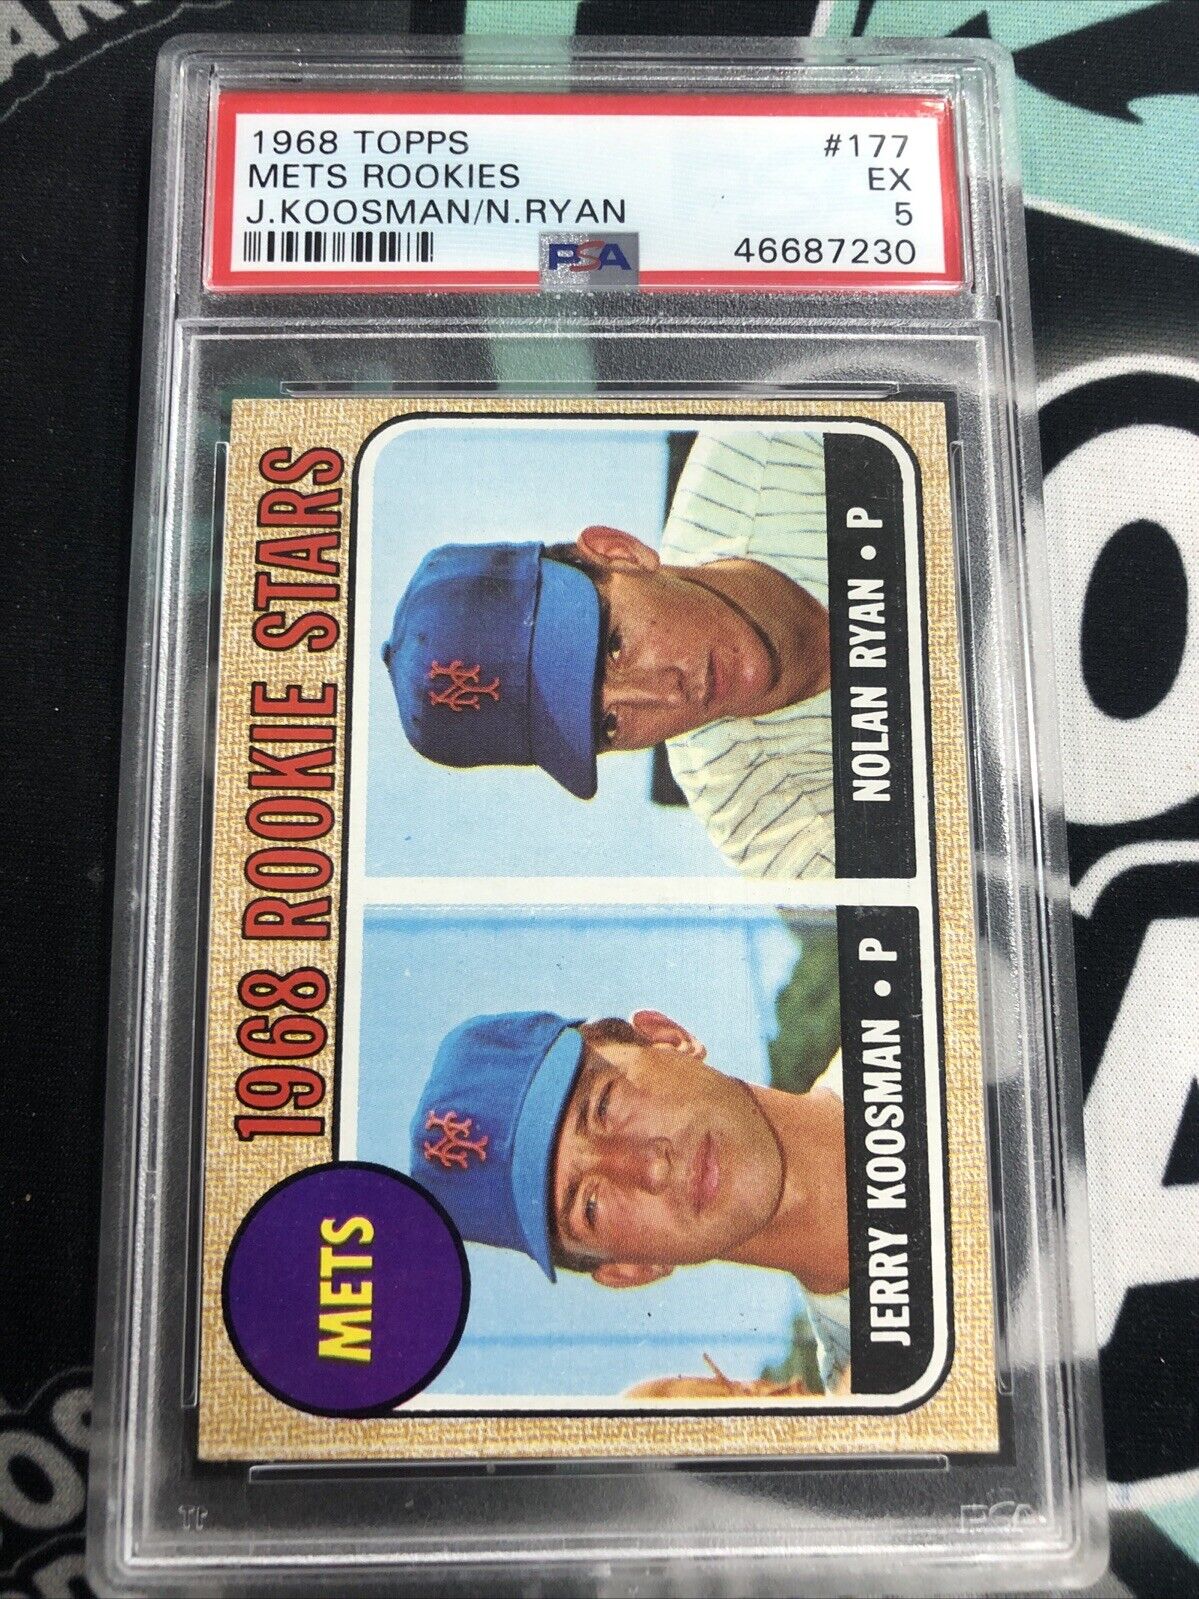 1968 TOPPS #177
METS ROOKIES EX
J.KOOSMAN/N.RYAN 5
PSA 46687230
1968 ROOKIE STARS
METS
JERRY KOOSMAN • P
NOLAN RYAN • P
PSA